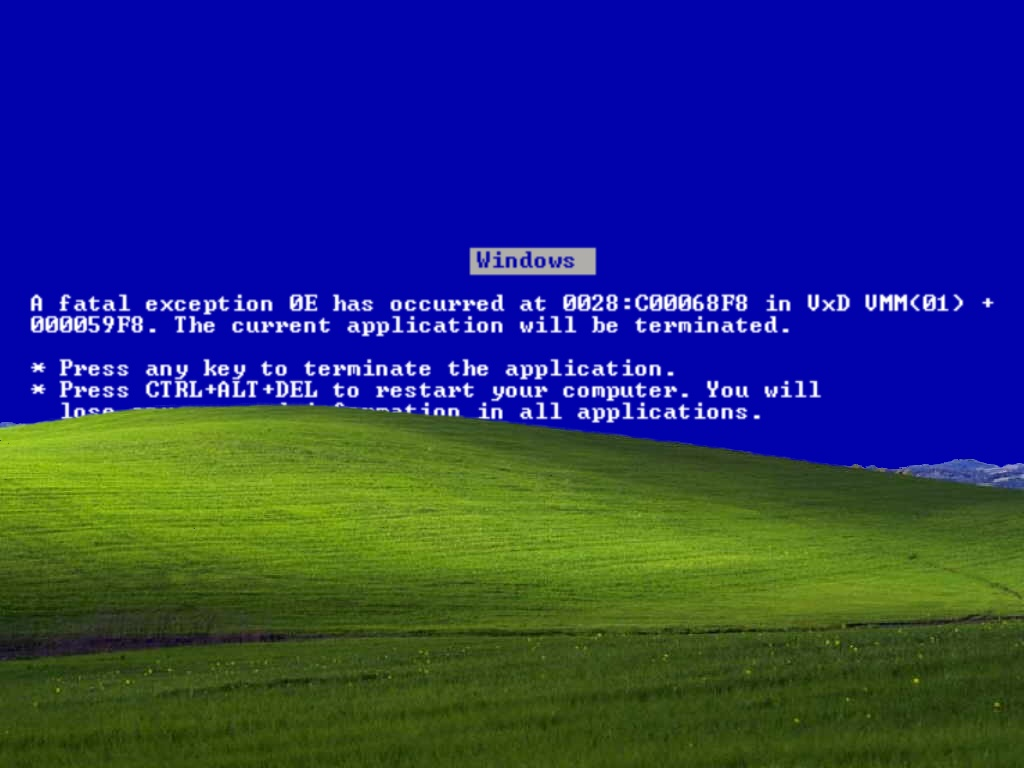 Windows
A fatal exception 0E has occurred at 0028:C00068F8 in VxD VMM(01) +
000059F8. The current application will be terminated.
* Press any key to terminate the application.
* Press CTRL+ALT+DEL to restart your computer. You will
lose information in all applications.